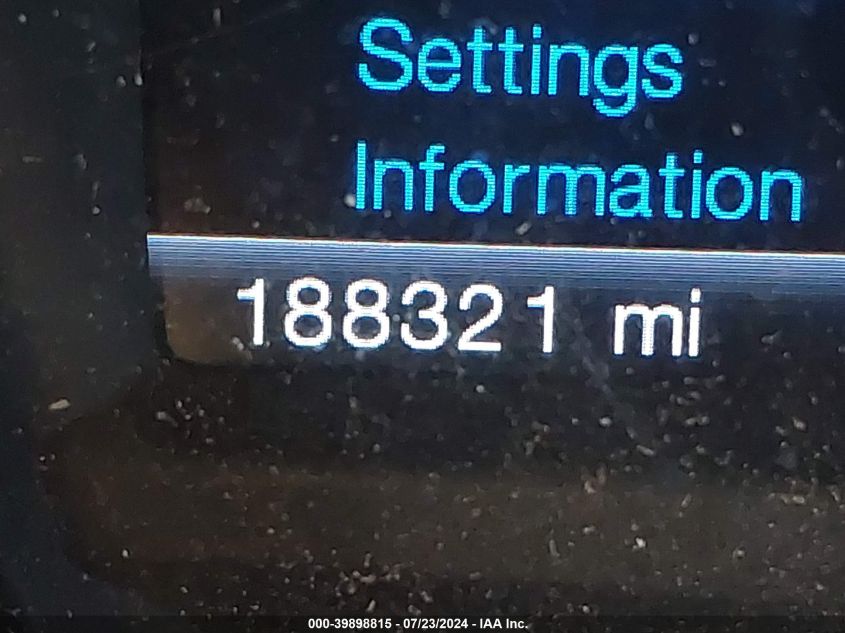 Settings
Information
188321 mi
000-39898815 - 07/23/2024 - IAA Inc.